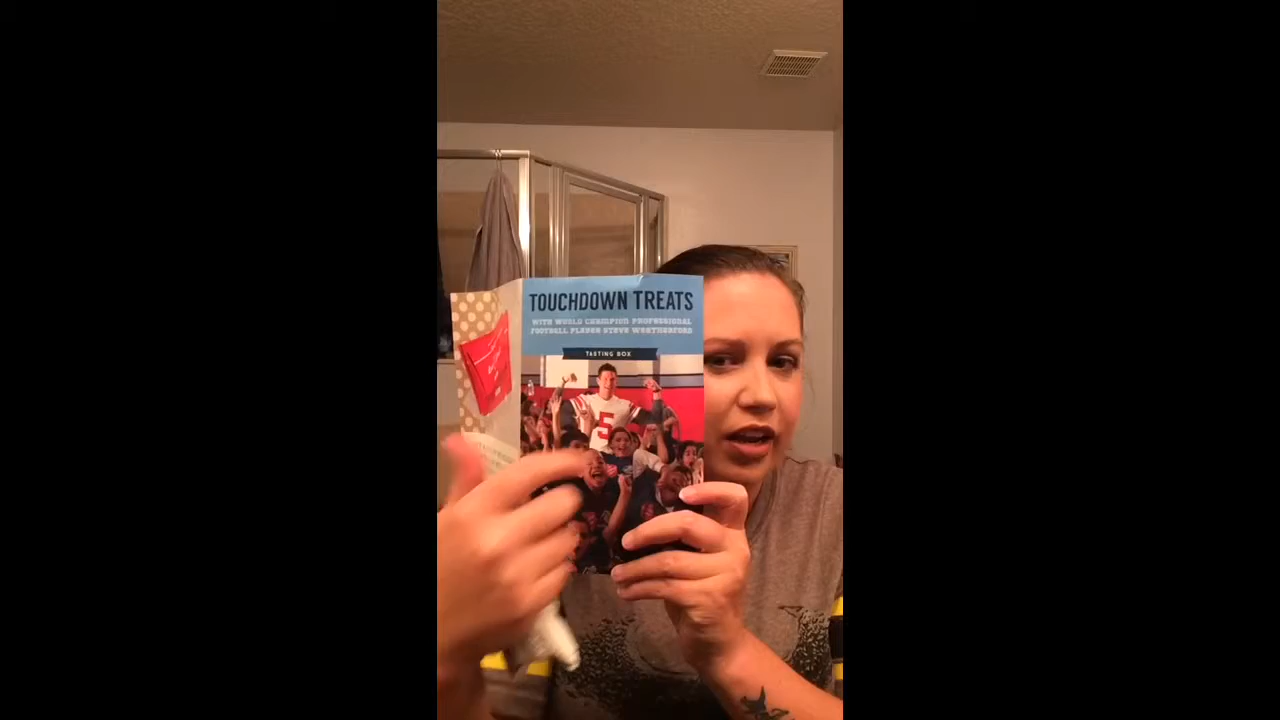 TOUCHDOWN TREATS
WITH WORLD CHAMPION PROFESSIONAL
FOOTBALL PLAYER STEVE WEATHERFORD
TASTING BOX
5